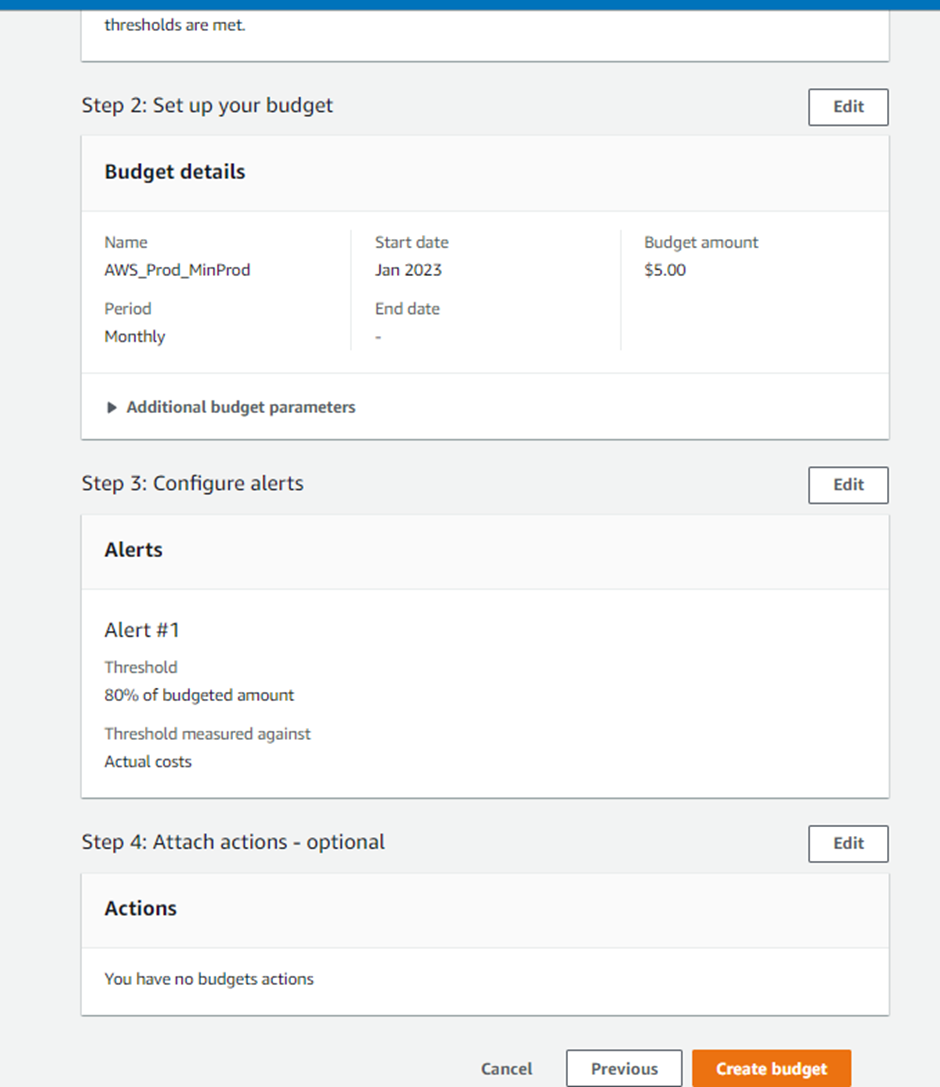 thresholds are met.
Step 2: Set up your budget
Edit
Budget details
Name
AWS_Prod_MinProd
Period
Monthly
Start date
Jan 2023
End date
-
Budget amount
$5.00
Additional budget parameters
Step 3: Configure alerts
Edit
Alerts
Alert #1
Threshold
80% of budgeted amount
Threshold measured against
Actual costs
Step 4: Attach actions - optional
Edit
Actions
You have no budgets actions
Cancel
Previous
Create budget